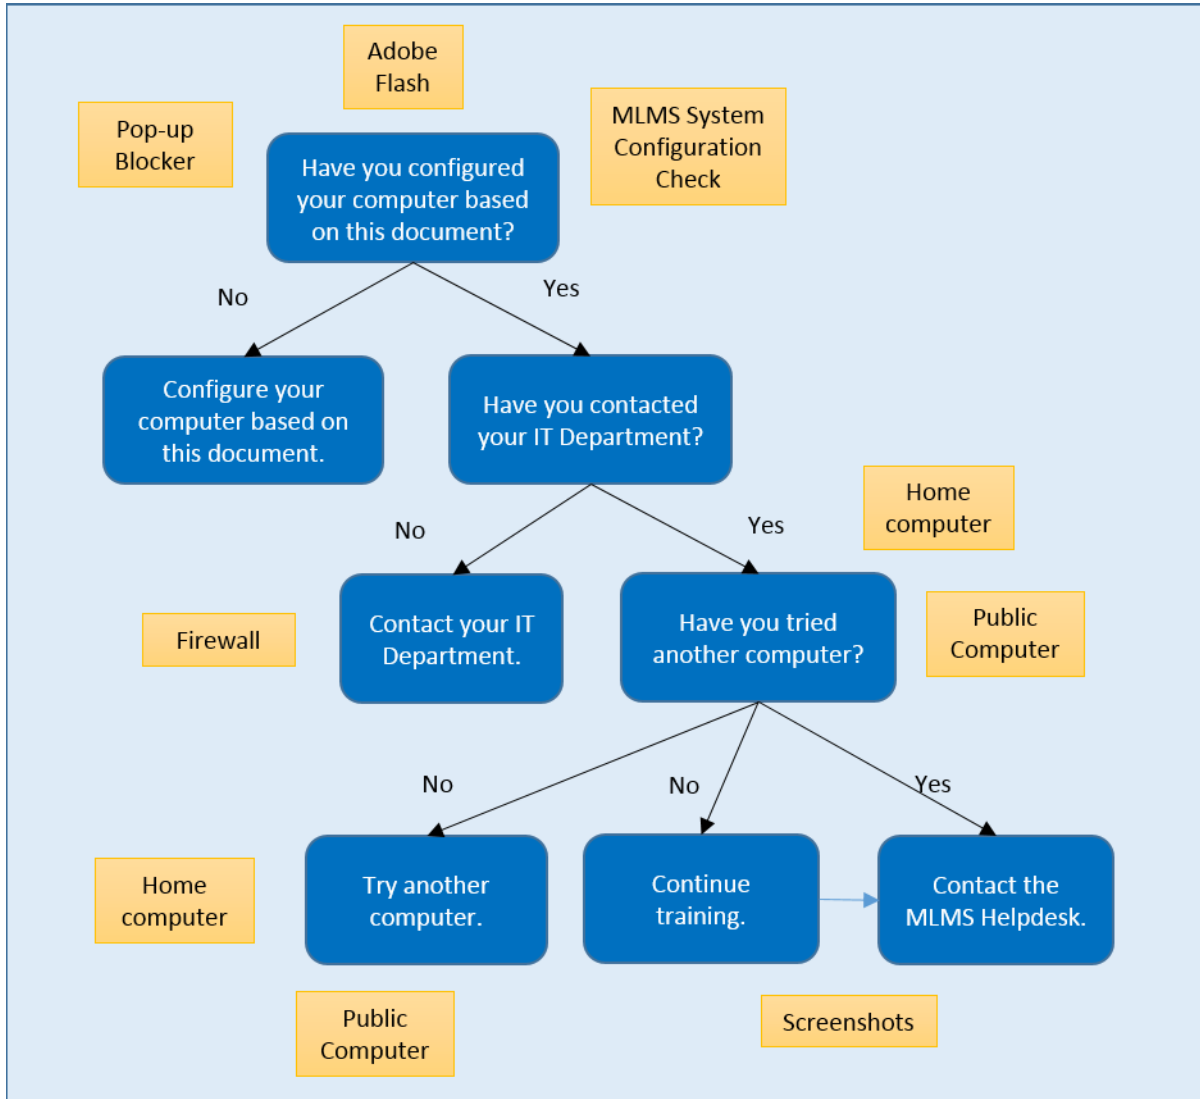 Adobe
Flash
Pop-up
Blocker
MLMS System
Configuration
Check
Have you configured
your computer based
on this document?
No
Yes
Configure your
computer based on
this document.
Have you contacted
your IT Department?
Home
computer
No
Yes
Firewall
Contact your IT
Department.
Have you tried
another computer?
Public
Computer
No
No
Yes
Home
computer
Try another
computer.
Continue
training.
Contact the
MLMS Helpdesk.
Public
Computer
Screenshots